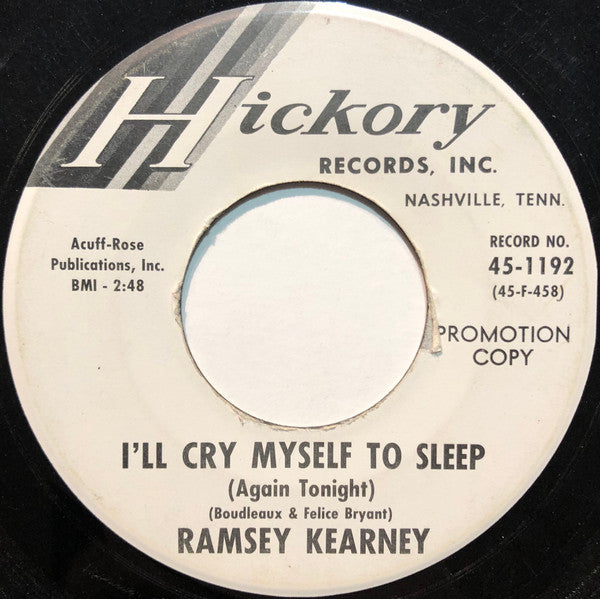 Hickory
RECORDS, INC.
NASHVILLE, TENN.
Acuff-Rose
Publications, Inc.
BMI - 2:48
RECORD NO.
45-1192
(45-F-458)
PROMOTION
COPY
I'LL CRY MYSELF TO SLEEP
(Again Tonight)
(Boudleaux & Felice Bryant)
RAMSEY KEARNEY